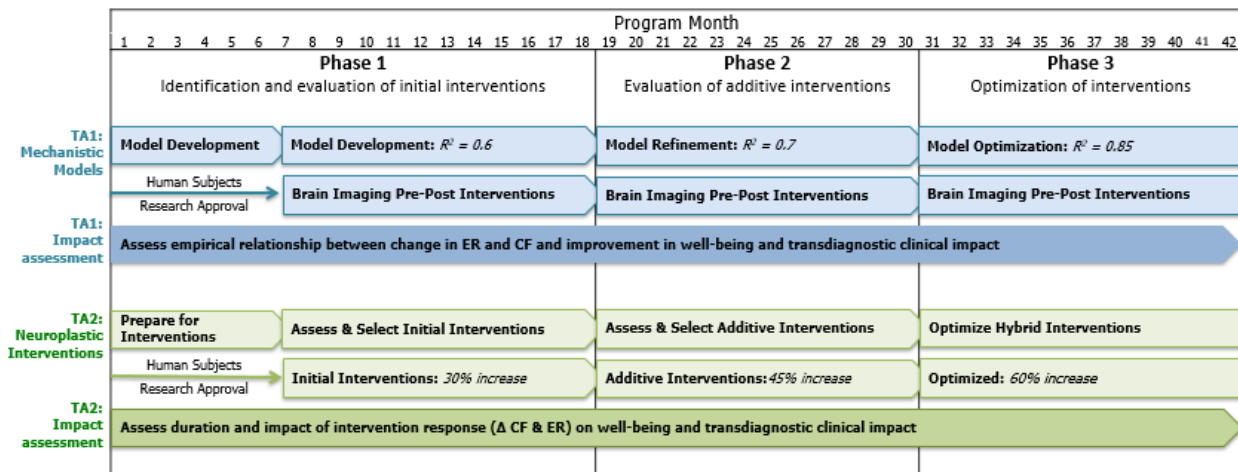 Program Month
1 2 3 4 5 6 7 8 9 10 11 12 13 14 15 16 17 18 19 20 21 22 23 24 25 26 27 28 29 30 31 32 33 34 35 36 37 38 39 40 41 42
Phase 1
Identification and evaluation of initial interventions
Phase 2
Evaluation of additive interventions
Phase 3
Optimization of interventions
TA1:
Mechanistic
Models
Model Development
Model Development: R² = 0.6
Model Refinement: R² = 0.7
Model Optimization: R² = 0.85
Human Subjects
Research Approval
Brain Imaging Pre-Post Interventions
Brain Imaging Pre-Post Interventions
Brain Imaging Pre-Post Interventions
TA1:
Impact
assessment
Assess empirical relationship between change in ER and CF and improvement in well-being and transdiagnostic clinical impact
TA2:
Neuroplastic
Interventions
Prepare for
Interventions
Assess & Select Initial Interventions
Assess & Select Additive Interventions
Optimize Hybrid Interventions
Human Subjects
Research Approval
Initial Interventions: 30% increase
Additive Interventions:45% increase
Optimized: 60% increase
TA2:
Impact
assessment
Assess duration and impact of intervention response (Δ CF & ER) on well-being and transdiagnostic clinical impact